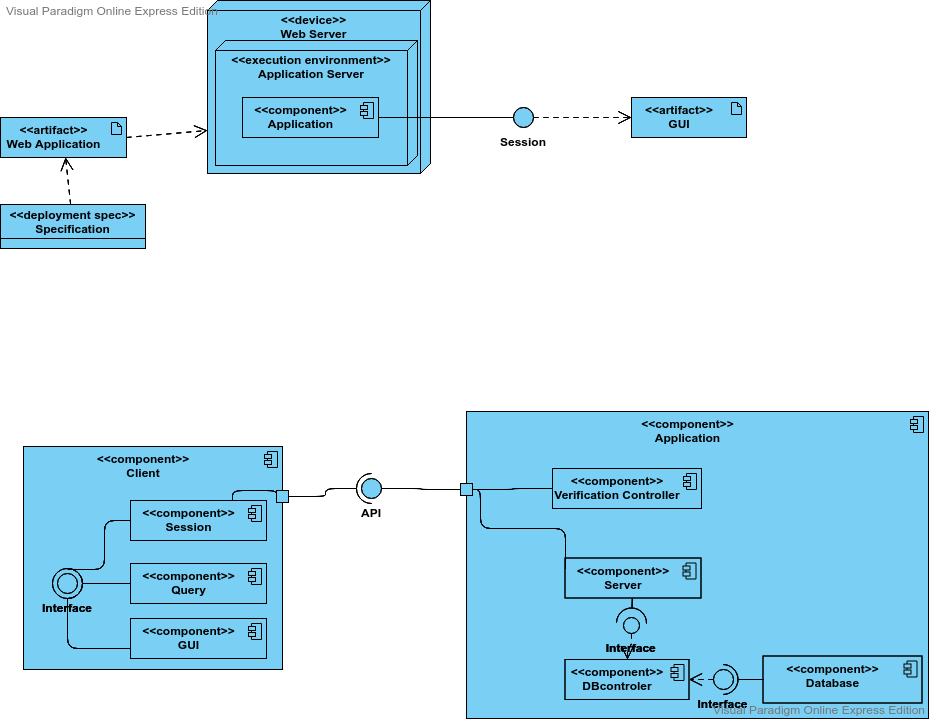 Visual Paradigm Online Express Edition
<<device>>
Web Server
<<execution environment>>
Application Server
<<component>>
Application
Session
<<artifact>>
GUI
<<artifact>>
Web Application
<<deployment spec>>
Specification
<<component>>
Client
<<component>>
Session
<<component>>
Query
<<component>>
GUI
Interface
API
<<component>>
Application
<<component>>
Verification Controller
<<component>>
Server
Interface
<<component>>
DBcontroler
Interface
<<component>>
Database
Visual Paradigm Online Express Edition